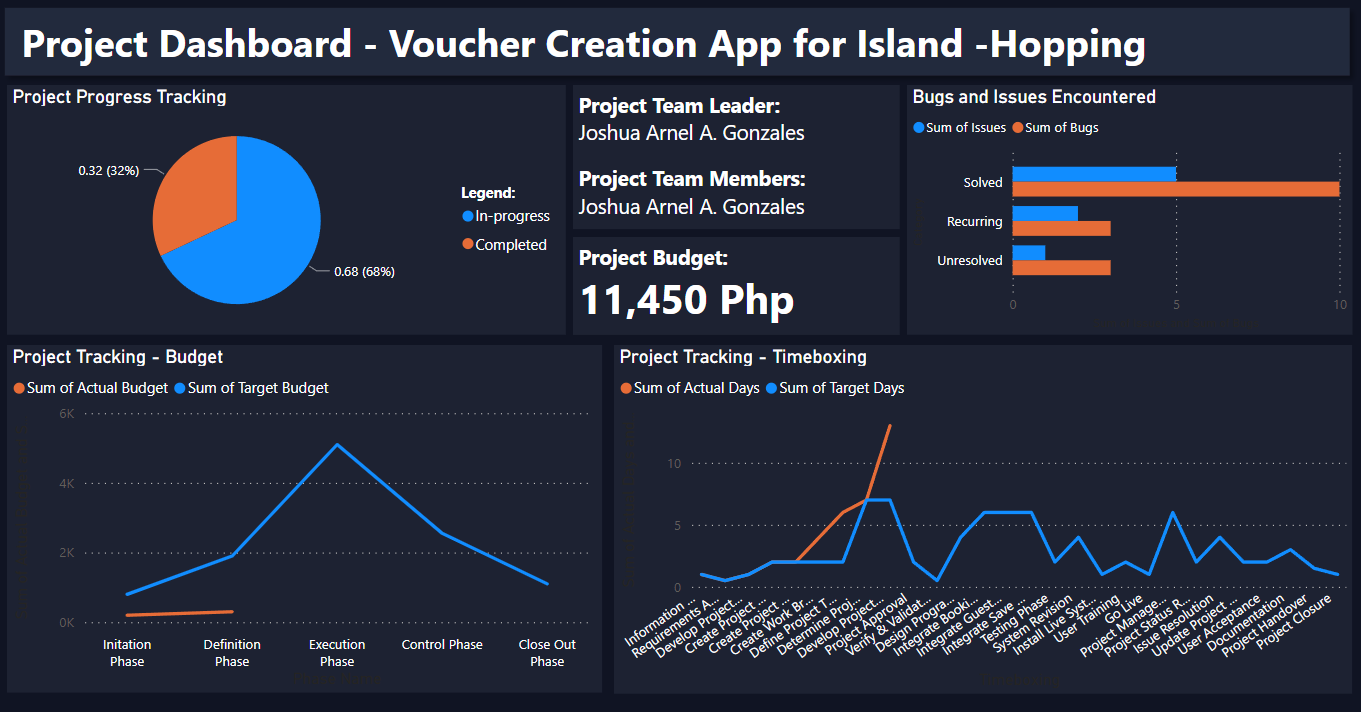 Project Dashboard - Voucher Creation App for Island -Hopping
Project Progress Tracking
0.32 (32%)
0.68 (68%)
Legend:
In-progress
Completed
Project Team Leader:
Joshua Arnel A. Gonzales
Project Team Members:
Joshua Arnel A. Gonzales
Project Budget:
11,450 Php
Bugs and Issues Encountered
Sum of Issues Sum of Bugs
Solved
Recurring
Unresolved
0 5 10
Project Tracking - Budget
Sum of Actual Budget Sum of Target Budget
6K
4K
2K
0K
Initation
Phase
Definition
Phase
Execution
Phase
Control Phase
Close Out
Phase
Project Tracking - Timeboxing
Sum of Actual Days Sum of Target Days
10
5
0
Information ...
Requirements A...
Develop Project...
Create Project ...
Create Project ...
Create Work Br...
Define Project T...
Determine Proj...
Develop Project...
Project Approval
Verify & Validat...
Design Progra...
Integrate Booki...
Integrate Guest...
Integrate Save ...
Testing Phase
System Revision
Install Live Syst...
User Training
Go Live
Project Manage...
Project Status R...
Issue Resolution
Update Project ...
User Acceptance
Documentation
Project Handover
Project Closure